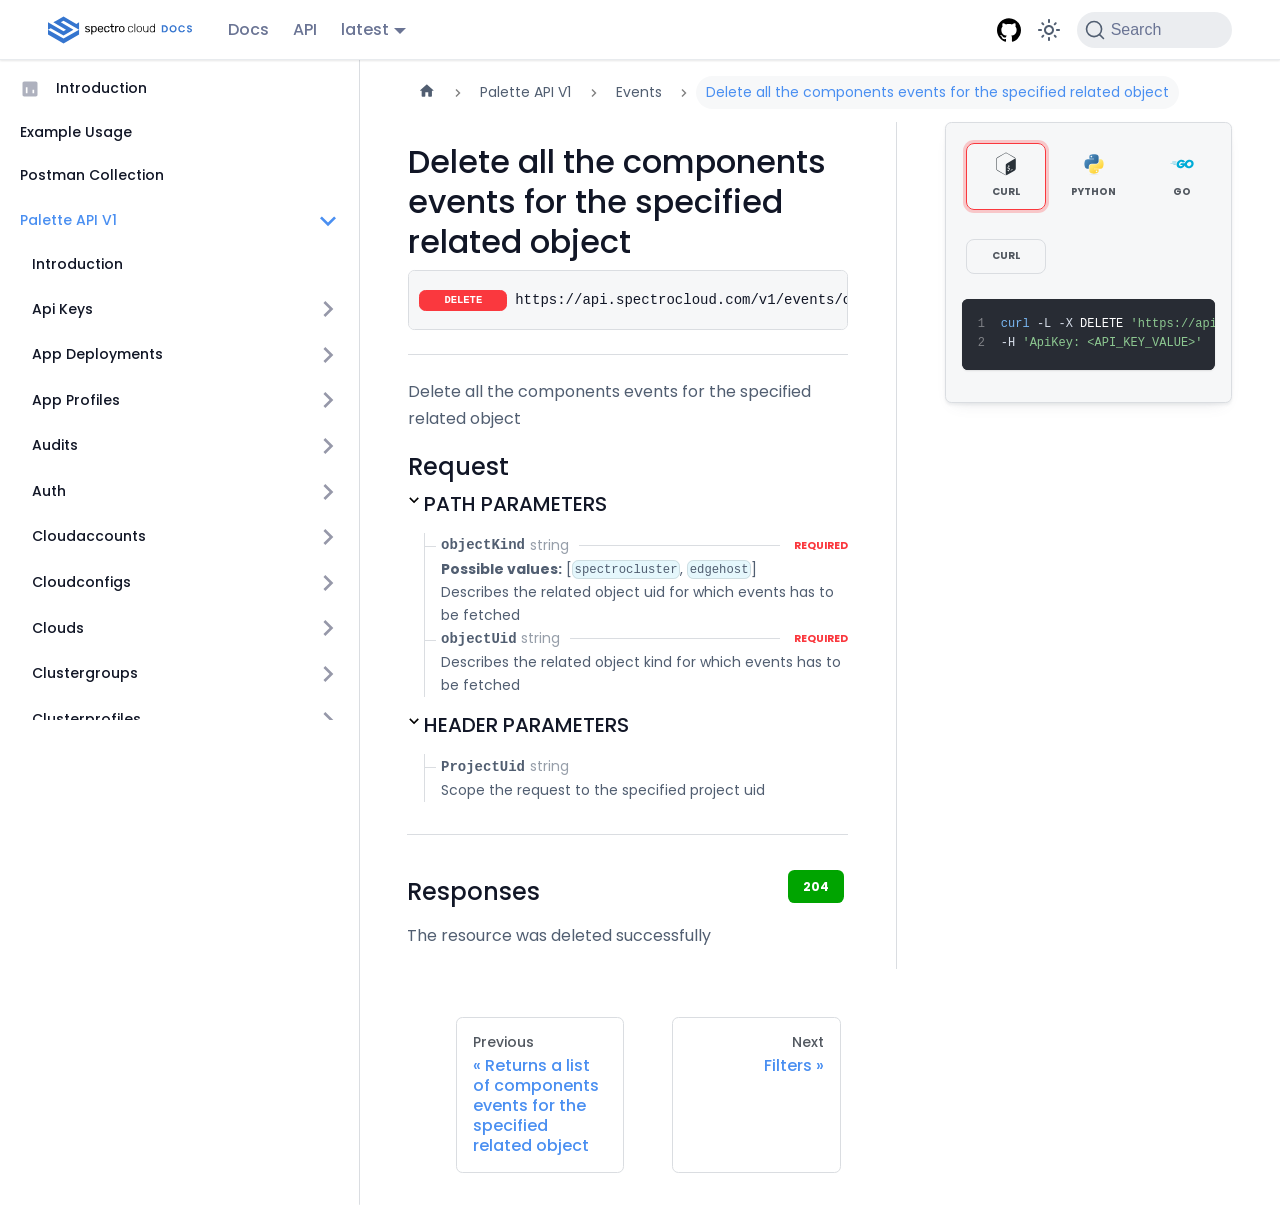 spectro cloud DOCS Docs API latest Search
Introduction
Example Usage
Postman Collection
Palette API V1
Introduction
Api Keys
App Deployments
App Profiles
Audits
Auth
Cloudaccounts
Cloudconfigs
Clouds
Clustergroups
Clusterprofiles
Palette API V1 Events Delete all the components events for the specified related object
Delete all the components
events for the specified
related object
DELETE https://api.spectrocloud.com/v1/events/c
Delete all the components events for the specified
related object
Request
PATH PARAMETERS
objectKind string REQUIRED
Possible values: [spectrocluster, edgehost]
Describes the related object uid for which events has to
be fetched
objectUid string REQUIRED
Describes the related object kind for which events has to
be fetched
HEADER PARAMETERS
ProjectUid string
Scope the request to the specified project uid
Responses 204
The resource was deleted successfully
CURL PYTHON GO
CURL
1 curl -L -X DELETE 'https://api
2 -H 'ApiKey: <API_KEY_VALUE>'
Previous
« Returns a list
of components
events for the
specified
related object
Next
Filters »